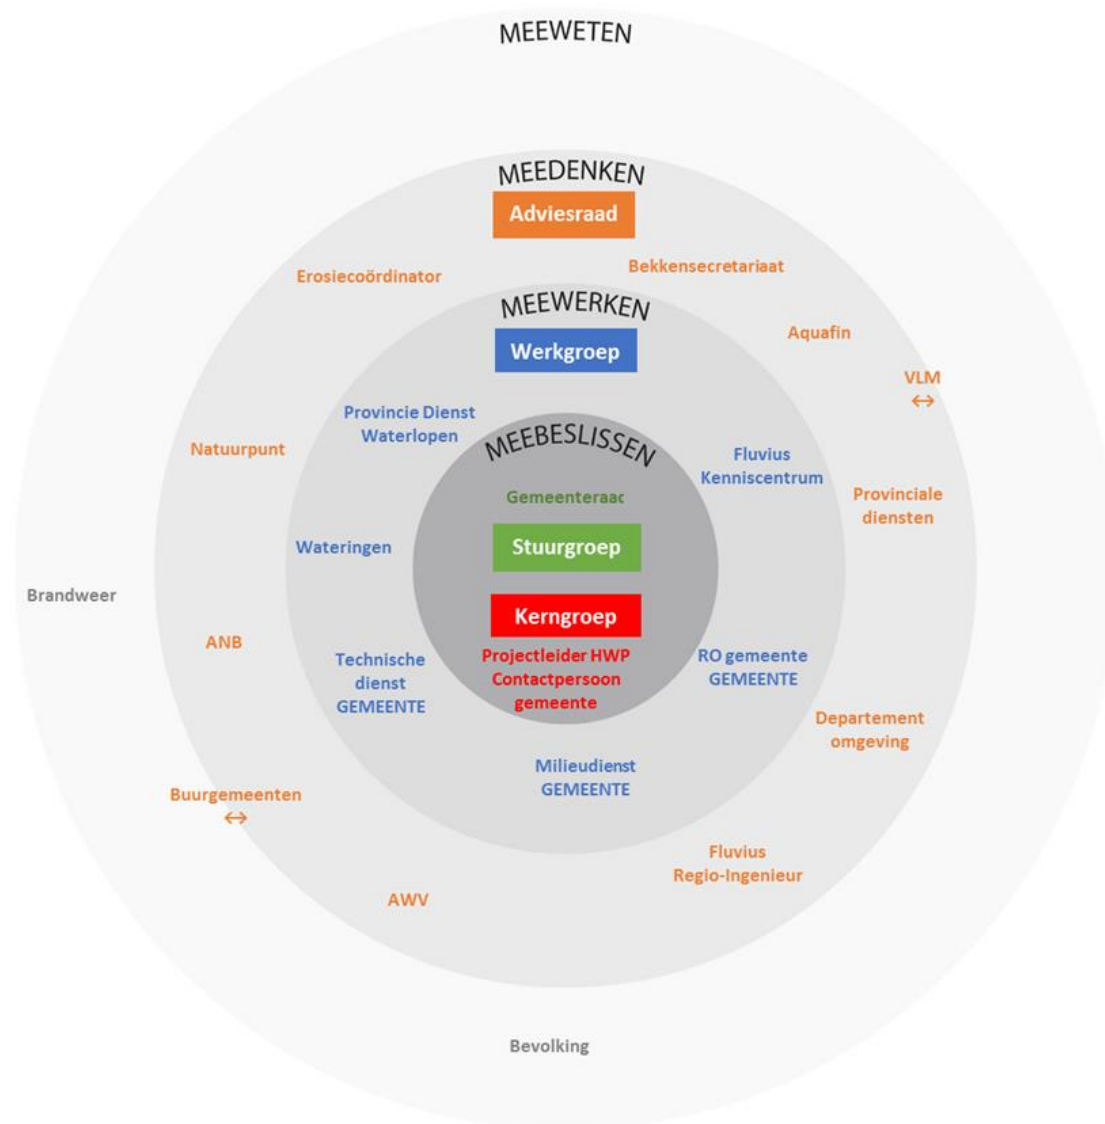 MEEWETEN
MEEDENKEN
Adviesraad
Bekkensecretariaat
Erosiecoördinator
MEEWERKEN
Aquafin
Werkgroep
VLM
↔
Provincie Dienst
Waterlopen
MEEBESLISSEN
Natuurpunt
Fluvius
Kenniscentrum
Gemeenteraad
Provinciale
diensten
Wateringen
Stuurgroep
Brandweer
Kerngroep
ANB
Technische
dienst
GEMEENTE
Projectleider HWP
Contactpersoon
gemeente
RO gemeente
GEMEENTE
Departement
omgeving
Milieudienst
GEMEENTE
Buurgemeenten
↔
Fluvius
Regio-Ingenieur
AWV
Bevolking